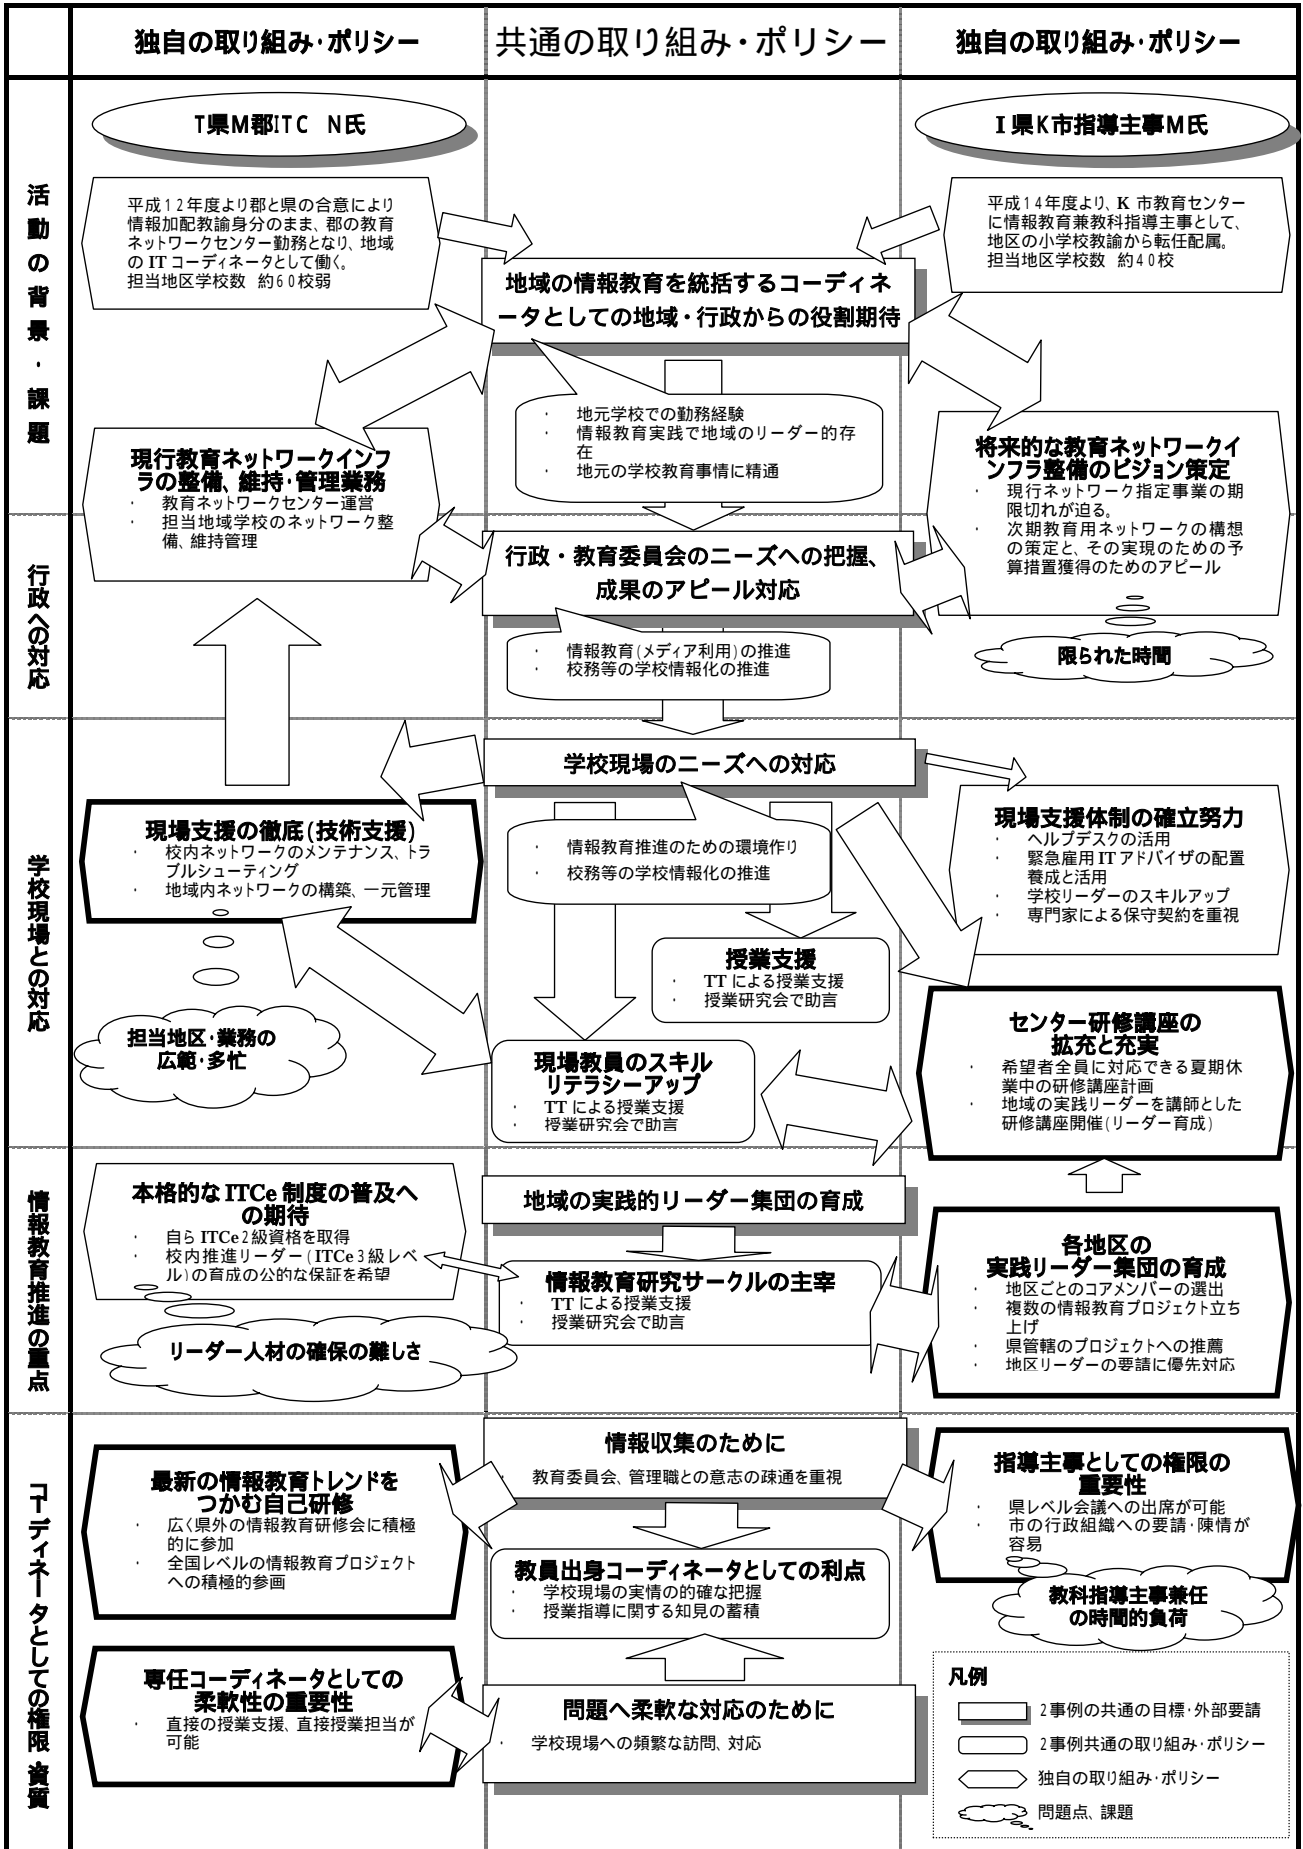 独自の取り組み・ポリシー
共通の取り組み・ポリシー
独自の取り組み・ポリシー
活動の背景・課題
T県M郡ITC N氏
I県K市指導主事M氏
平成12年度より郡と県の合意により
情報加配教諭身分のまま、郡の教育
ネットワークセンター勤務となり、地域
の IT コーディネータとして働く。
担当地区学校数 約60校弱
平成14年度より、K 市教育センター
に情報教育兼教科指導主事として、
地区の小学校教諭から転任配属。
担当地区学校数 約40校
地域の情報教育を統括するコーディネ
ータとしての地域・行政からの役割期待
・ 地元学校での勤務経験
・ 情報教育実践で地域のリーダー的存
在
・ 地元の学校教育事情に精通
現行教育ネットワークインフ
ラの整備、維持・管理業務
・ 教育ネットワークセンター運営
・ 担当地域学校のネットワーク整
備、維持管理
将来的な教育ネットワークイ
ンフラ整備のビジョン策定
・ 現行ネットワーク指定事業の期
限切れが迫る。
・ 次期教育用ネットワークの構想
の策定と、その実現のための予
算措置獲得のためのアピール
行政への対応
行政・教育委員会のニーズへの把握、
成果のアピール対応
・ 情報教育(メディア利用)の推進
・ 校務等の学校情報化の推進
限られた時間
学校現場との対応
学校現場のニーズへの対応
現場支援の徹底(技術支援)
・ 校内ネットワークのメンテナンス、トラ
ブルシューティング
・ 地域内ネットワークの構築、一元管理
・ 情報教育推進のための環境作り
・ 校務等の学校情報化の推進
現場支援体制の確立努力
・ ヘルプデスクの活用
・ 緊急雇用 IT アドバイザの配置
養成と活用
・ 学校リーダーのスキルアップ
・ 専門家による保守契約を重視
授業支援
・ TT による授業支援
・ 授業研究会で助言
担当地区・業務の
広範・多忙
現場教員のスキル
リテラシーアップ
・ TT による授業支援
・ 授業研究会で助言
センター研修講座の
拡充と充実
・ 希望者全員に対応できる夏期休
業中の研修講座計画
・ 地域の実践リーダーを講師とした
研修講座開催(リーダー育成)
情報教育推進の重点
本格的な ITCe 制度の普及へ
の期待
・ 自ら ITCe2級資格を取得
・ 校内推進リーダー(ITCe3級レベ
ル)の育成の公的な保証を希望
地域の実践的リーダー集団の育成
情報教育研究サークルの主宰
・ TT による授業支援
・ 授業研究会で助言
各地区の
実践リーダー集団の育成
・ 地区ごとのコアメンバーの選出
・ 複数の情報教育プロジェクト立ち
上げ
・ 県管轄のプロジェクトへの推薦
・ 地区リーダーの要請に優先対応
リーダー人材の確保の難しさ
コーディネータとしての権限・資質
情報収集のために
・ 教育委員会、管理職との意志の疎通を重視
最新の情報教育トレンドを
つかむ自己研修
・ 広く県外の情報教育研修会に積極
的に参加
・ 全国レベルの情報教育プロジェクト
への積極的参画
指導主事としての権限の
重要性
・ 県レベル会議への出席が可能
・ 市の行政組織への要請・陳情が
容易
教員出身コーディネータとしての利点
・ 学校現場の実情の的確な把握
・ 授業指導に関する知見の蓄積
教科指導主事兼任
の時間的負荷
専任コーディネータとしての
柔軟性の重要性
・ 直接の授業支援、直接授業担当が
可能
問題へ柔軟な対応のために
・ 学校現場への頻繁な訪問、対応
凡例
2事例の共通の目標・外部要請
2事例共通の取り組み・ポリシー
独自の取り組み・ポリシー
問題点、課題